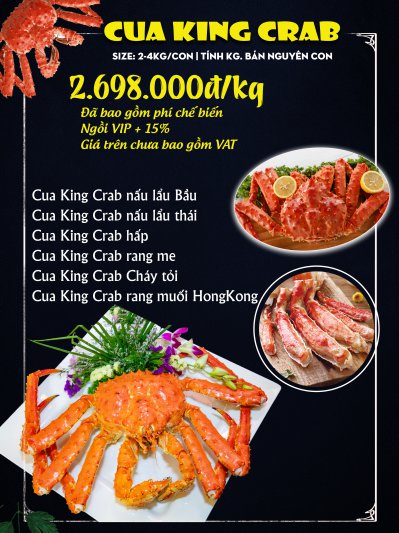 CUA KING CRAB
SIZE: 2-4KG/CON | TÍNH KG. BÁN NGUYÊN CON
2.698.000đ/kg
Đã bao gồm phí chế biến
Ngồi VIP + 15%
Giá trên chưa bao gồm VAT
Cua King Crab nấu lẩu Bầu
Cua King Crab nấu lẩu thái
Cua King Crab hấp
Cua King Crab rang me
Cua King Crab Cháy tỏi
Cua King Crab rang muối HongKong